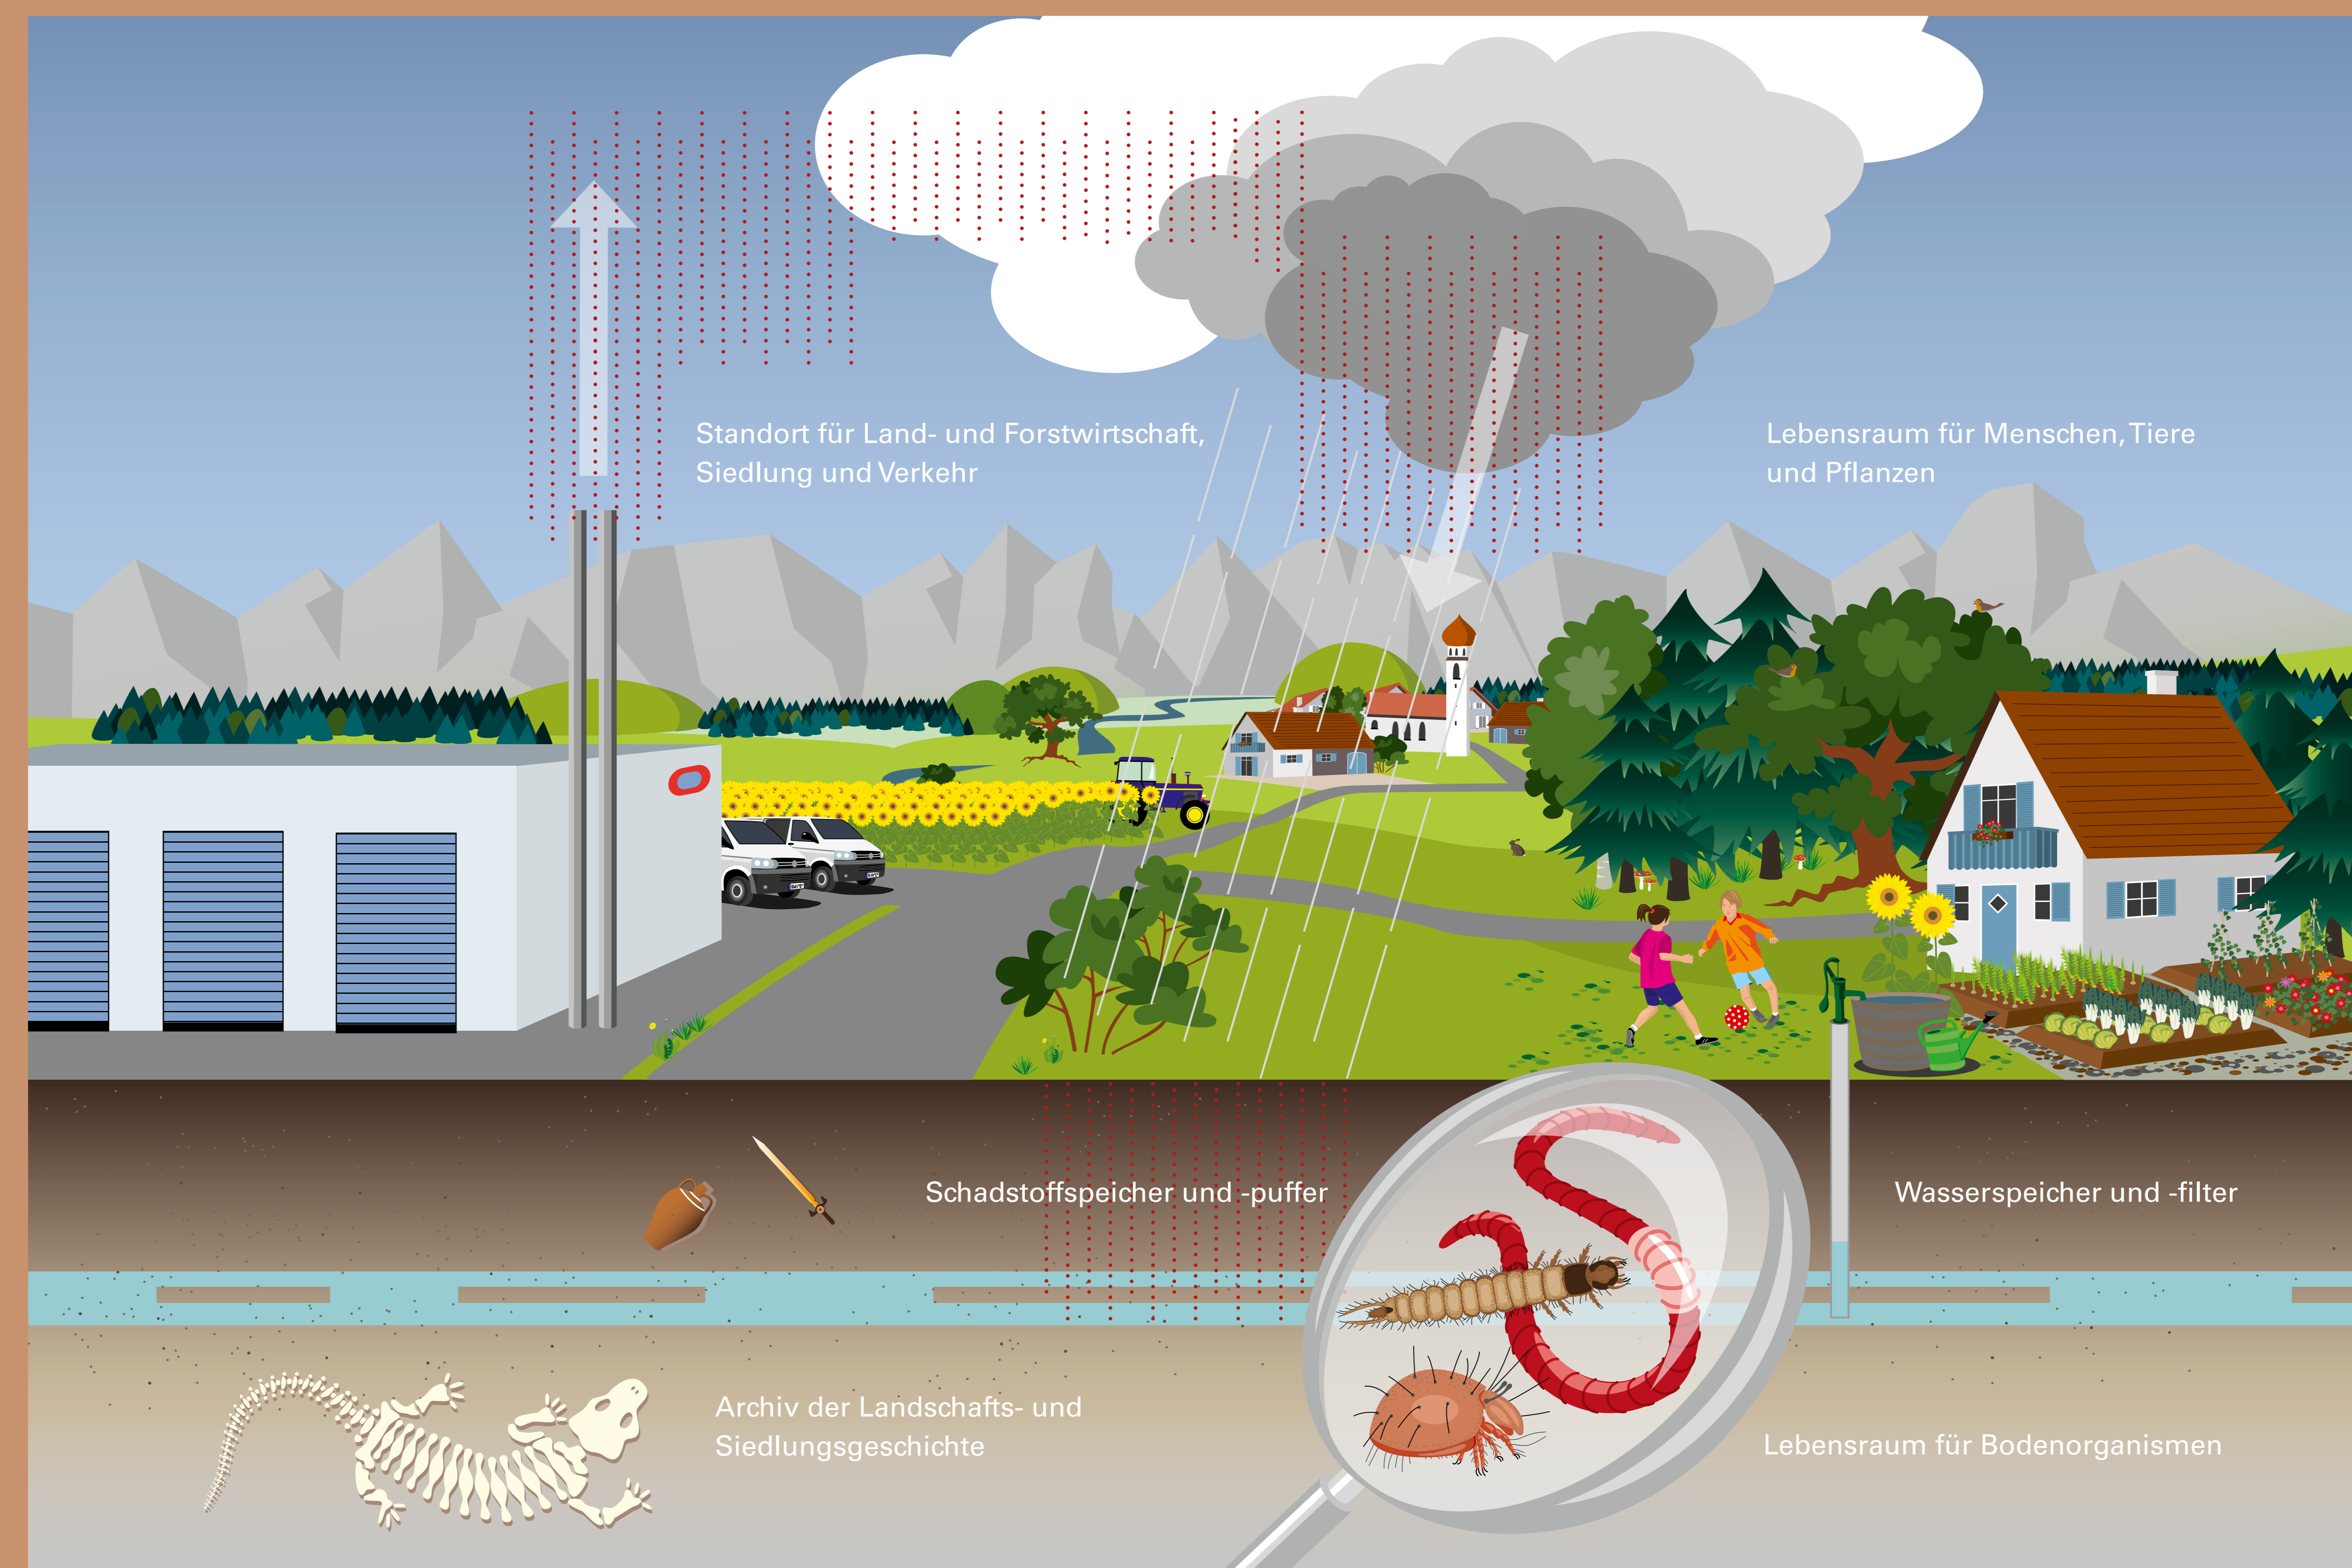 Standort für Land- und Forstwirtschaft,
Siedlung und Verkehr
Lebensraum für Menschen, Tiere
und Pflanzen
Schadstoffspeicher und -puffer
Wasserspeicher und -filter
Archiv der Landschafts- und
Siedlungsgeschichte
Lebensraum für Bodenorganismen